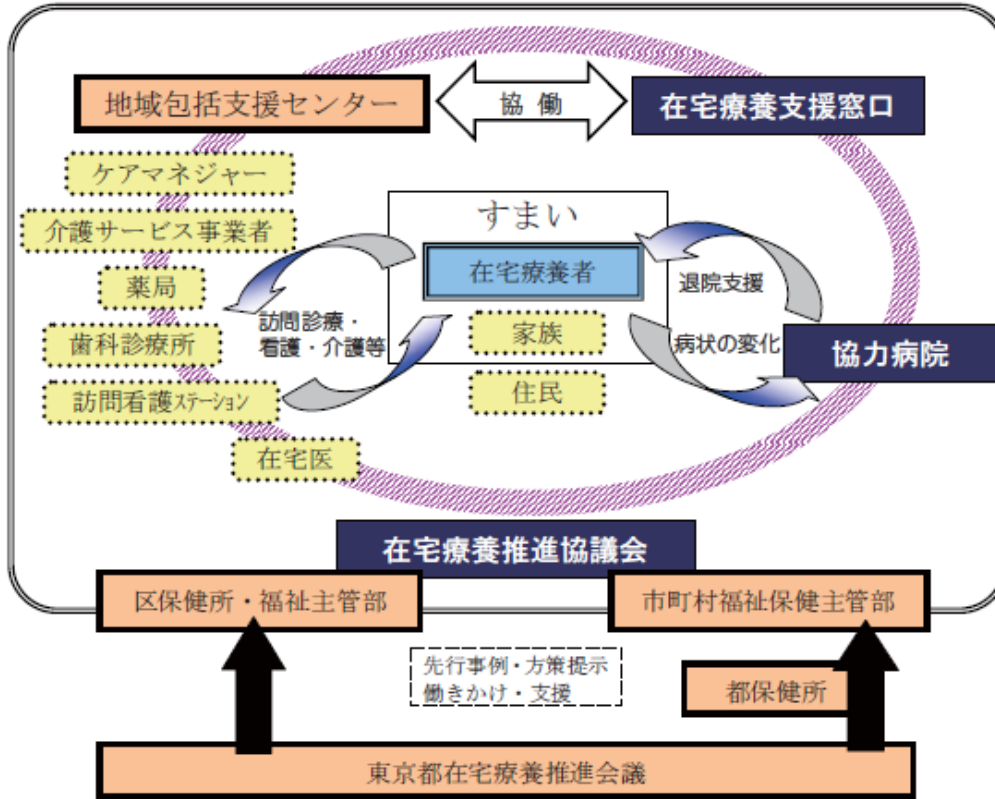 地域包括支援センター
協 働
在宅療養支援窓口
ケアマネジャー
介護サービス事業者
薬局
歯科診療所
訪問看護ｽﾃｰｼｮﾝ
在宅医
訪問診療・
看護・介護等
すまい
在宅療養者
家族
住民
退院支援
病状の変化
協力病院
在宅療養推進協議会
区保健所・福祉主管部
市町村福祉保健主管部
先行事例・方策提示
働きかけ・支援
都保健所
東京都在宅療養推進会議